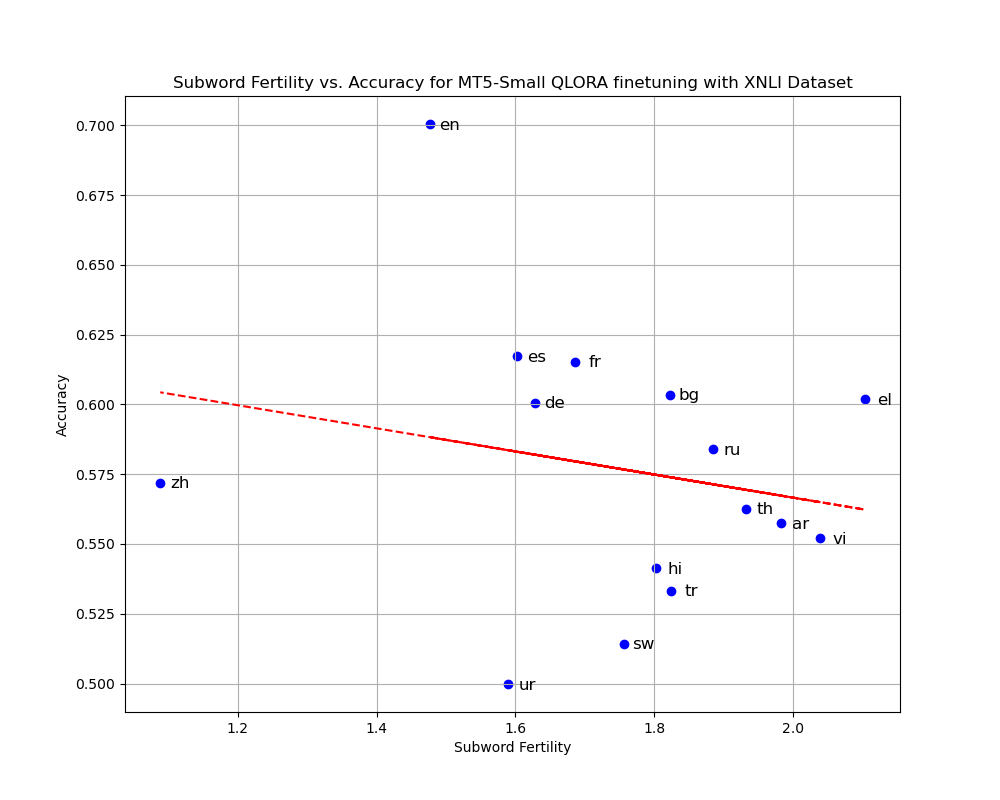 Subword Fertility vs. Accuracy for MT5-Small QLORA finetuning with XNLI Dataset
0.700
en
0.675
0.650
0.625
es
fr
bg
0.600
de
el
Accuracy
ru
0.575
zh
th
ar
0.550
vi
hi
tr
0.525
sw
0.500
ur
1.2
1.4
1.6
1.8
2.0
Subword Fertility